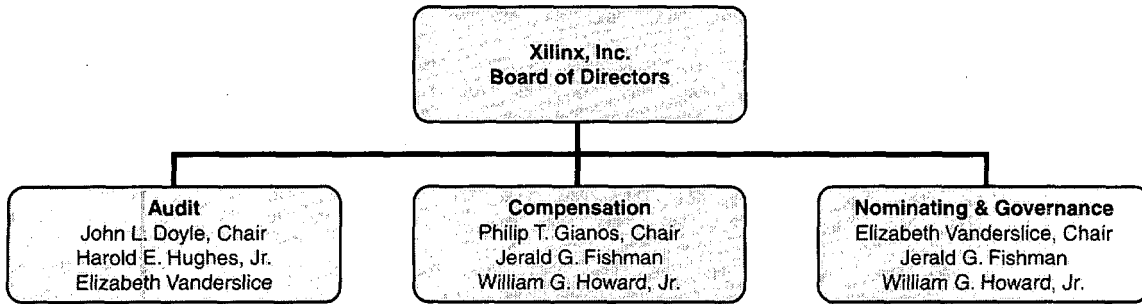 Xilinx, Inc.
Board of Directors
Audit
John L. Doyle, Chair
Harold E. Hughes, Jr.
Elizabeth Vanderslice
Compensation
Philip T. Gianos, Chair
Jerald G. Fishman
William G. Howard, Jr.
Nominating & Governance
Elizabeth Vanderslice, Chair
Jerald G. Fishman
William G. Howard, Jr.